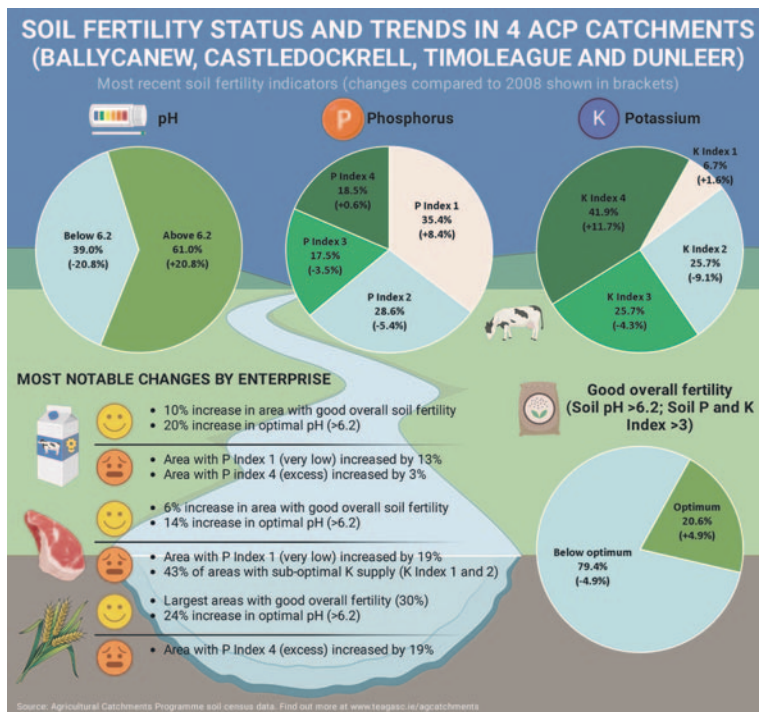 SOIL FERTILITY STATUS AND TRENDS IN 4 ACP CATCHMENTS
(BALLYCANEW, CASTLEDOCKRELL, TIMOLEAGUE AND DUNLEER)
Most recent soil fertility indicators (changes compared to 2008 shown in brackets)
pH
P
Phosphorus
K
Potassium
Below 6.2
39.0%
(-20.8%)
Above 6.2
61.0%
(+20.8%)
P Index 4
18.5%
(+0.6%)
P Index 1
35.4%
(+8.4%)
P Index 3
17.5%
(-3.5%)
P Index 2
28.6%
(-5.4%)
K Index 1
6.7%
(+1.6%)
K Index 4
41.9%
(+11.7%)
K Index 2
25.7%
(-9.1%)
K Index 3
25.7%
(-4.3%)
MOST NOTABLE CHANGES BY ENTERPRISE
• 10% increase in area with good overall soil fertility
• 20% increase in optimal pH (>6.2)
• Area with P Index 1 (very low) increased by 13%
• Area with P index 4 (excess) increased by 3%
• 6% increase in area with good overall soil fertility
• 14% increase in optimal pH (>6.2)
• Area with P Index 1 (very low) increased by 19%
• 43% of areas with sub-optimal K supply (K Index 1 and 2)
• Largest areas with good overall fertility (30%)
• 24% increase in optimal pH (>6.2)
• Area with P Index 4 (excess) increased by 19%
Good overall fertility
(Soil pH >6.2; Soil P and K
Index >3)
Optimum
20.6%
(+4.9%)
Below optimum
79.4%
(-4.9%)
Source: Agricultural Catchments Programme soil census data. Find out more at www.teagasc.ie/agcatchments